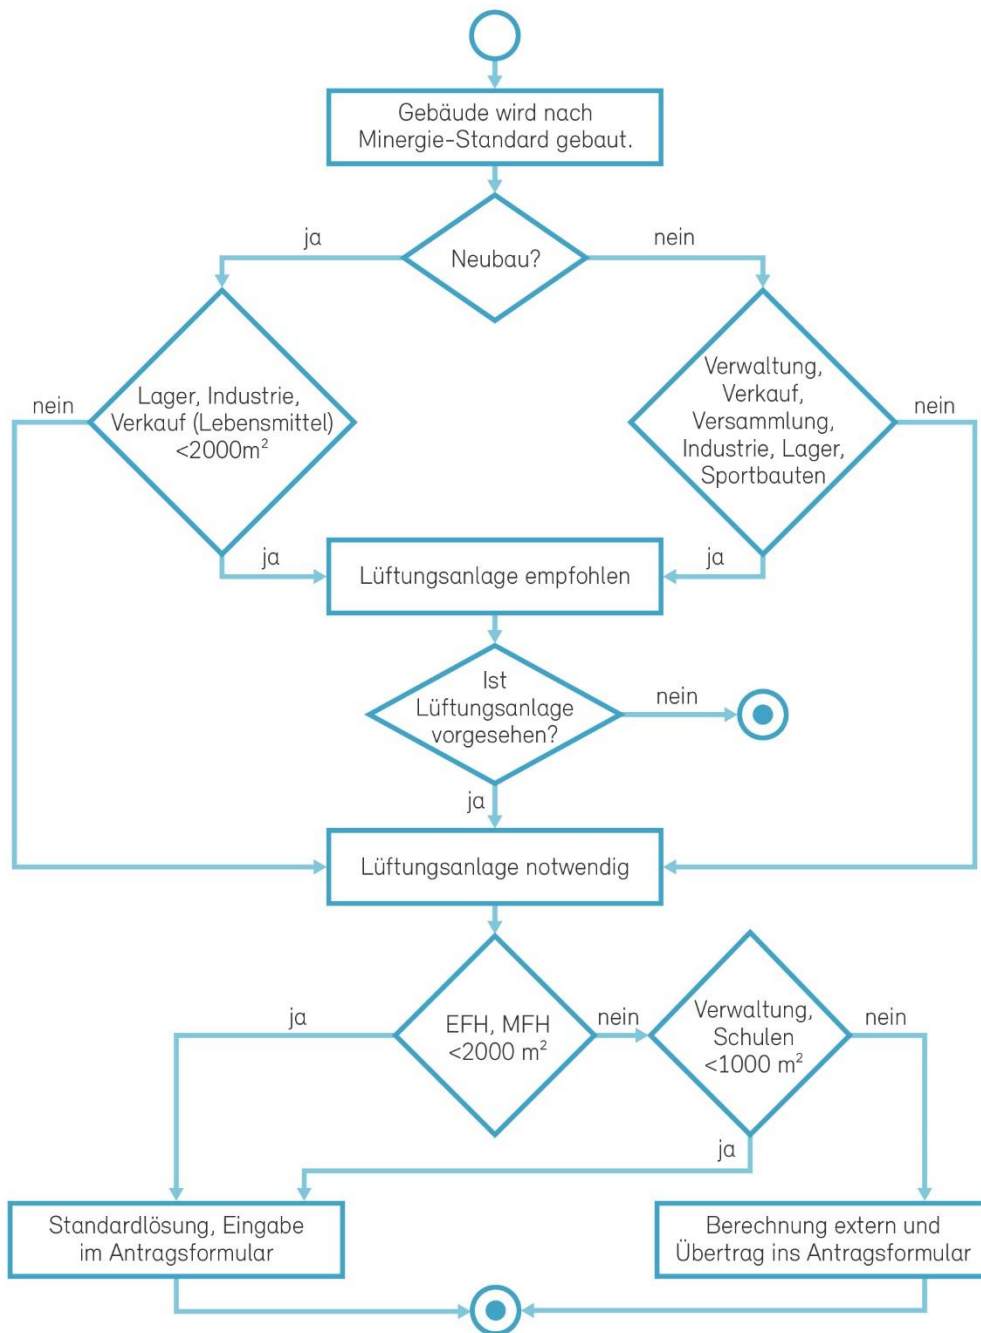 Gebäude wird nach
Minergie-Standard gebaut.
ja
Neubau?
nein
nein
Lager, Industrie,
Verkauf (Lebensmittel)
<2000m²
Verwaltung,
Verkauf,
Versammlung,
Industrie, Lager,
Sportbauten
nein
ja
Lüftungsanlage empfohlen
ja
Ist
Lüftungsanlage
vorgesehen?
nein
ja
Lüftungsanlage notwendig
ja
EFH, MFH
<2000 m²
nein
Verwaltung,
Schulen
<1000 m²
nein
ja
Standardlösung, Eingabe
im Antragsformular
Berechnung extern und
Übertrag ins Antragsformular